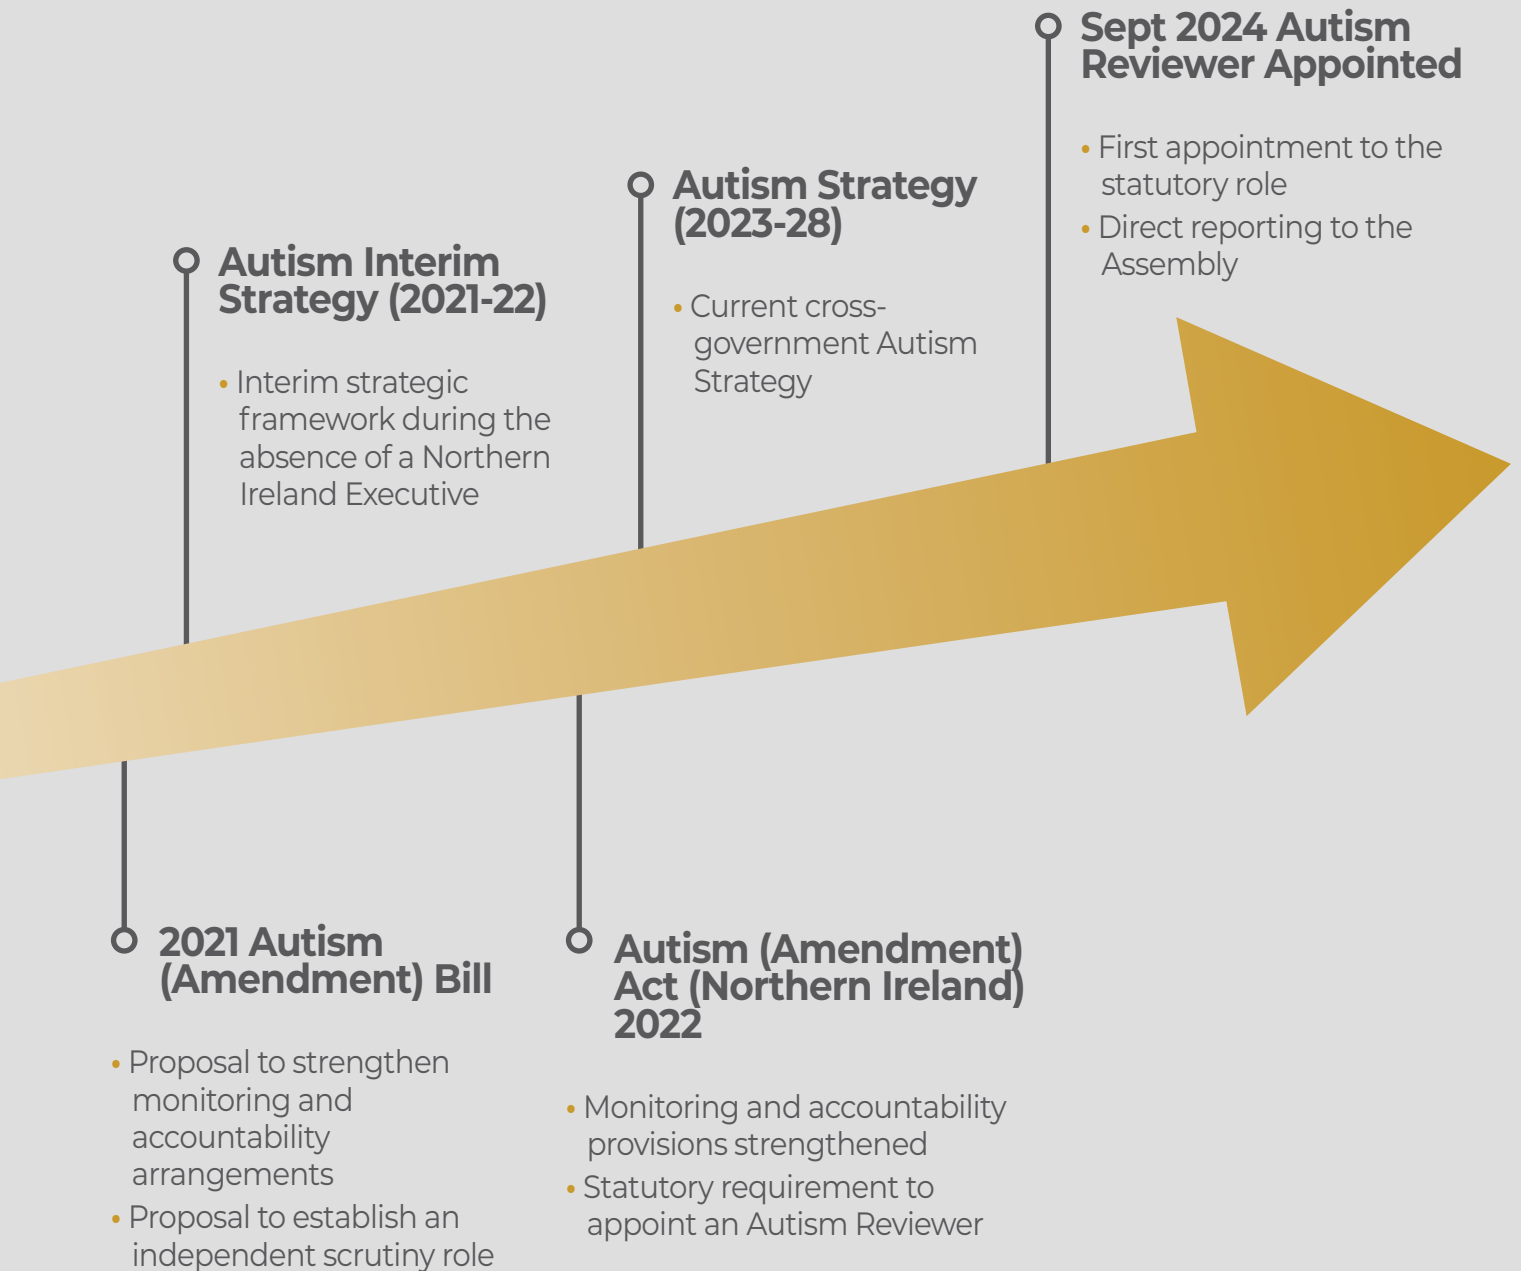 Sept 2024 Autism
Reviewer Appointed
• First appointment to the
statutory role
• Direct reporting to the
Assembly
Autism Strategy
(2023-28)
• Current cross-
government Autism
Strategy
Autism Interim
Strategy (2021-22)
• Interim strategic
framework during the
absence of a Northern
Ireland Executive
2021 Autism
(Amendment) Bill
• Proposal to strengthen
monitoring and
accountability
arrangements
• Proposal to establish an
independent scrutiny role
Autism (Amendment)
Act (Northern Ireland)
2022
• Monitoring and accountability
provisions strengthened
• Statutory requirement to
appoint an Autism Reviewer